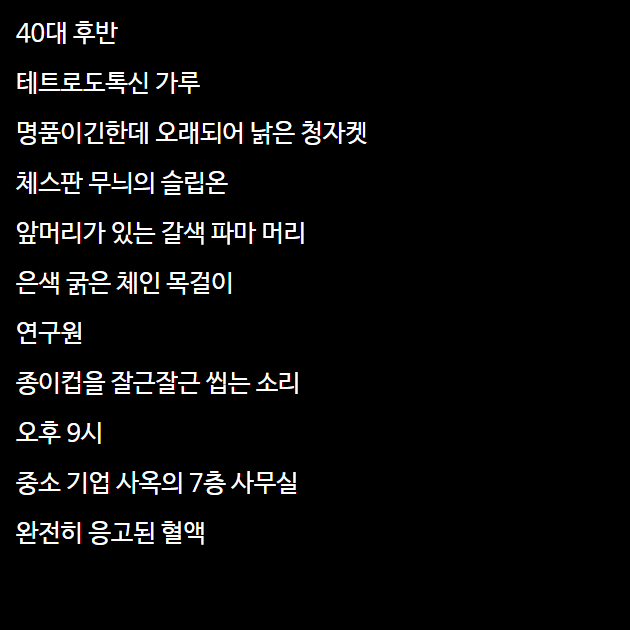 40대 후반
테트로도톡신 가루
명품이긴한데 오래되어 낡은 청자켓
체스판 무늬의 슬립온
앞머리가 있는 갈색 파마 머리
은색 굵은 체인 목걸이
연구원
종이컵을 잘근잘근 씹는 소리
오후 9시
중소 기업 사옥의 7층 사무실
완전히 응고된 혈액